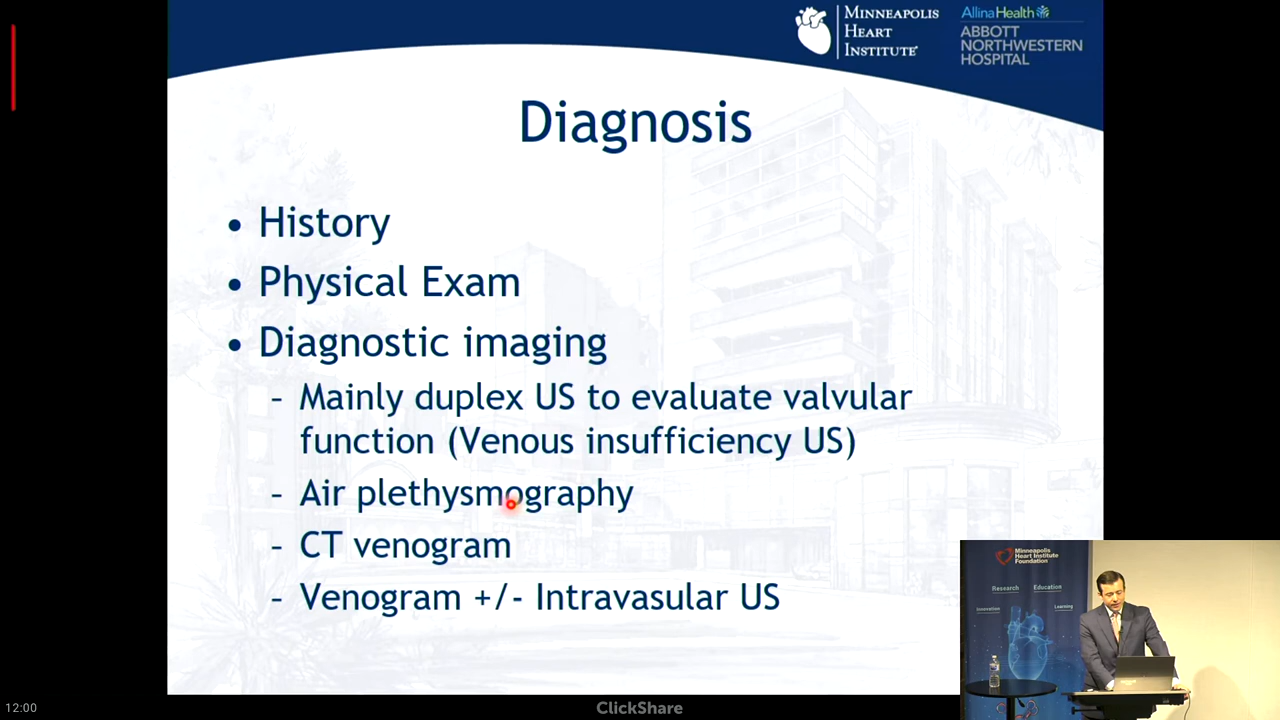 MINNEAPOLIS
HEART
INSTITUTE
AllinaHealth
ABBOTT
NORTHWESTERN
HOSPITAL
Diagnosis
• History
• Physical Exam
• Diagnostic imaging
– Mainly duplex US to evaluate valvular
function (Venous insufficiency US)
– Air plethysmography
– CT venogram
– Venogram +/- Intravasular US
Minneapolis
Heart Institute
Foundation
Research
Education
Innovation
Learning
12:00
ClickShare